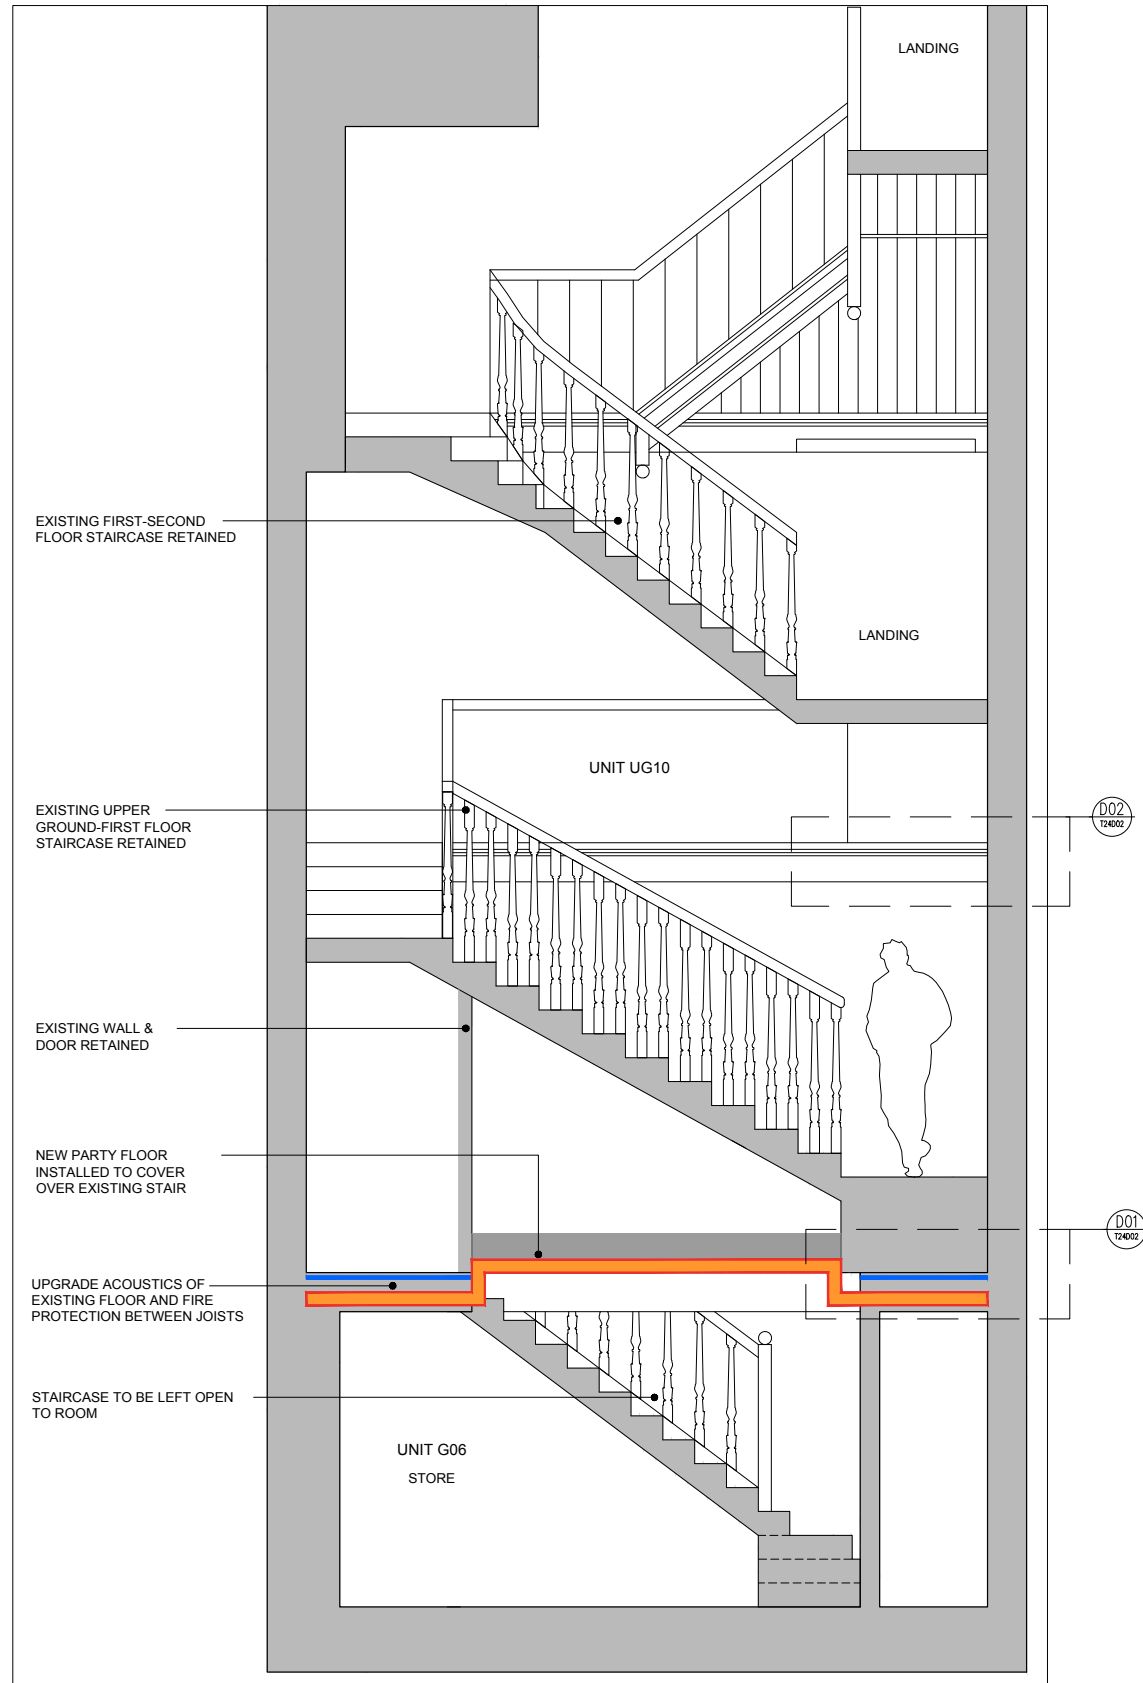 LANDING
EXISTING FIRST-SECOND
FLOOR STAIRCASE RETAINED
LANDING
UNIT UG10
EXISTING UPPER
GROUND-FIRST FLOOR
STAIRCASE RETAINED
D02
T24D02
EXISTING WALL &
DOOR RETAINED
NEW PARTY FLOOR
INSTALLED TO COVER
OVER EXISTING STAIR
D01
T24D02
UPGRADE ACOUSTICS OF
EXISTING FLOOR AND FIRE
PROTECTION BETWEEN JOISTS
STAIRCASE TO BE LEFT OPEN
TO ROOM
UNIT G06
STORE